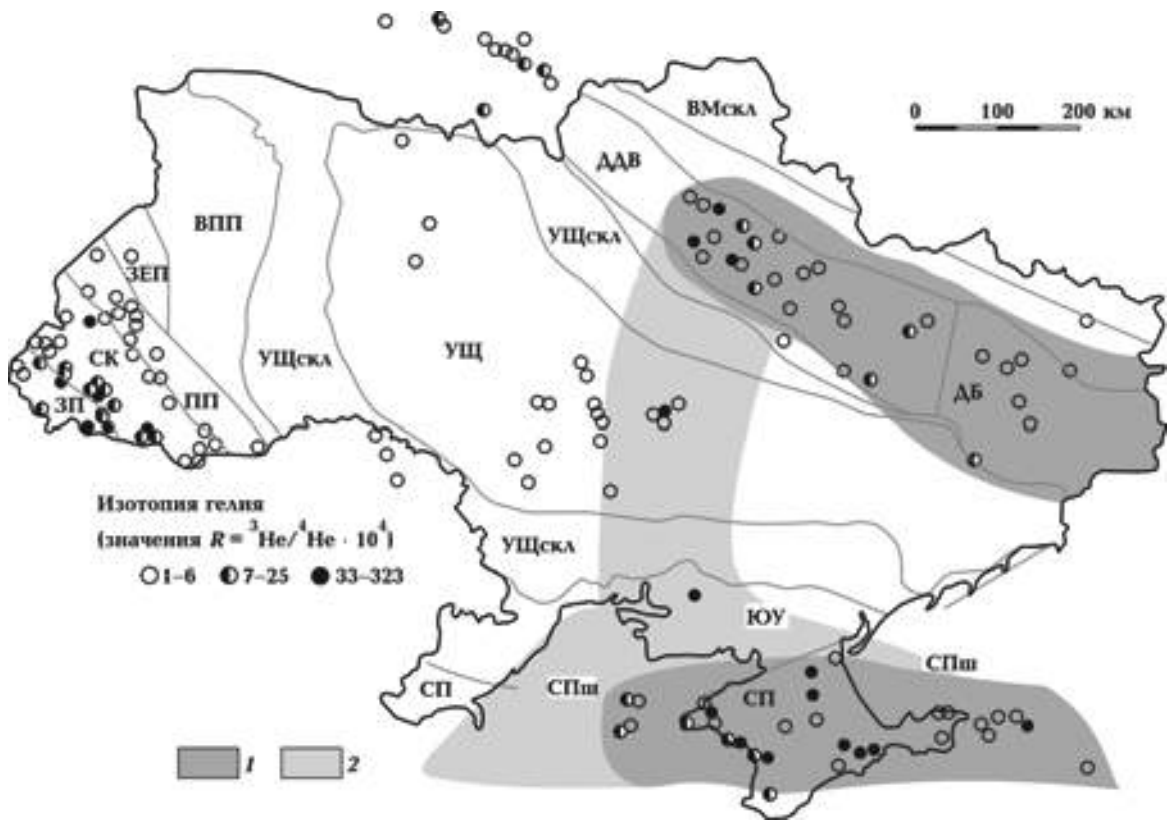 ВМскл
0 100 200 км
ДДВ
ВПП
УЩскл
ЗЕП
СК
УЩскл
УЩ
ЗП
ПП
ДБ
Изотопия гелия
(значения R = ³He/⁴He · 10⁴)
1–6 7–25 33–323
УЩскл
ЮУ
СПш
СП
СПш
СП
1 2